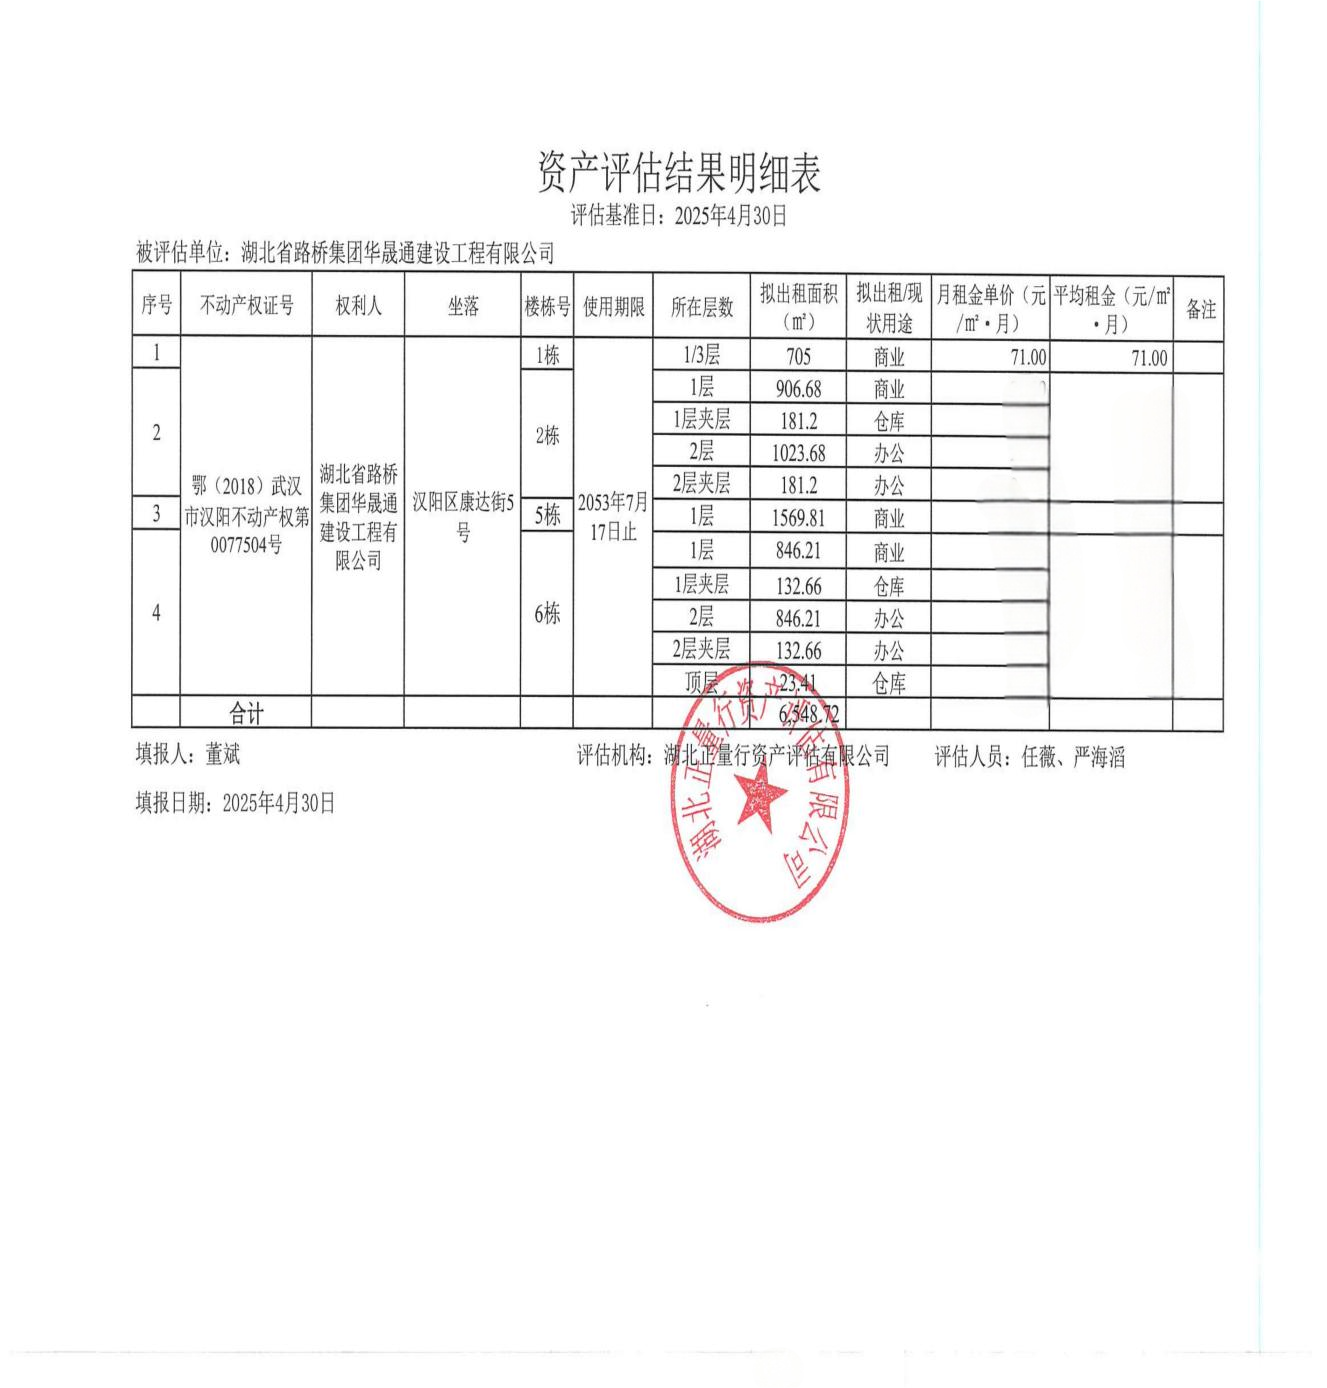 资产评估结果明细表
评估基准日：2025年4月30日
被评估单位：湖北省路桥集团华晟通建设工程有限公司
序号 不动产权证号 权利人 坐落 楼栋号 使用期限 所在层数 拟出租面积（㎡） 拟出租/现状用途 月租金单价（元/㎡·月） 平均租金（元/㎡·月） 备注
1 鄂（2018）武汉市汉阳不动产权第0077504号 湖北省路桥集团华晟通建设工程有限公司 汉阳区康达街5号 1栋 2053年7月17日止 1/3层 705 商业 71.00 71.00
2 2栋 1层 906.68 商业
1层夹层 181.2 仓库
2层 1023.68 办公
2层夹层 181.2 办公
3 5栋 1层 1569.81 商业
4 6栋 1层 846.21 商业
1层夹层 132.66 仓库
2层 846.21 办公
2层夹层 132.66 办公
顶层 23.41 仓库
合计 6,548.72
填报人：董斌 评估机构：湖北正量行资产评估有限公司 评估人员：任薇、严海滔
填报日期：2025年4月30日
湖北正量行资产评估有限公司